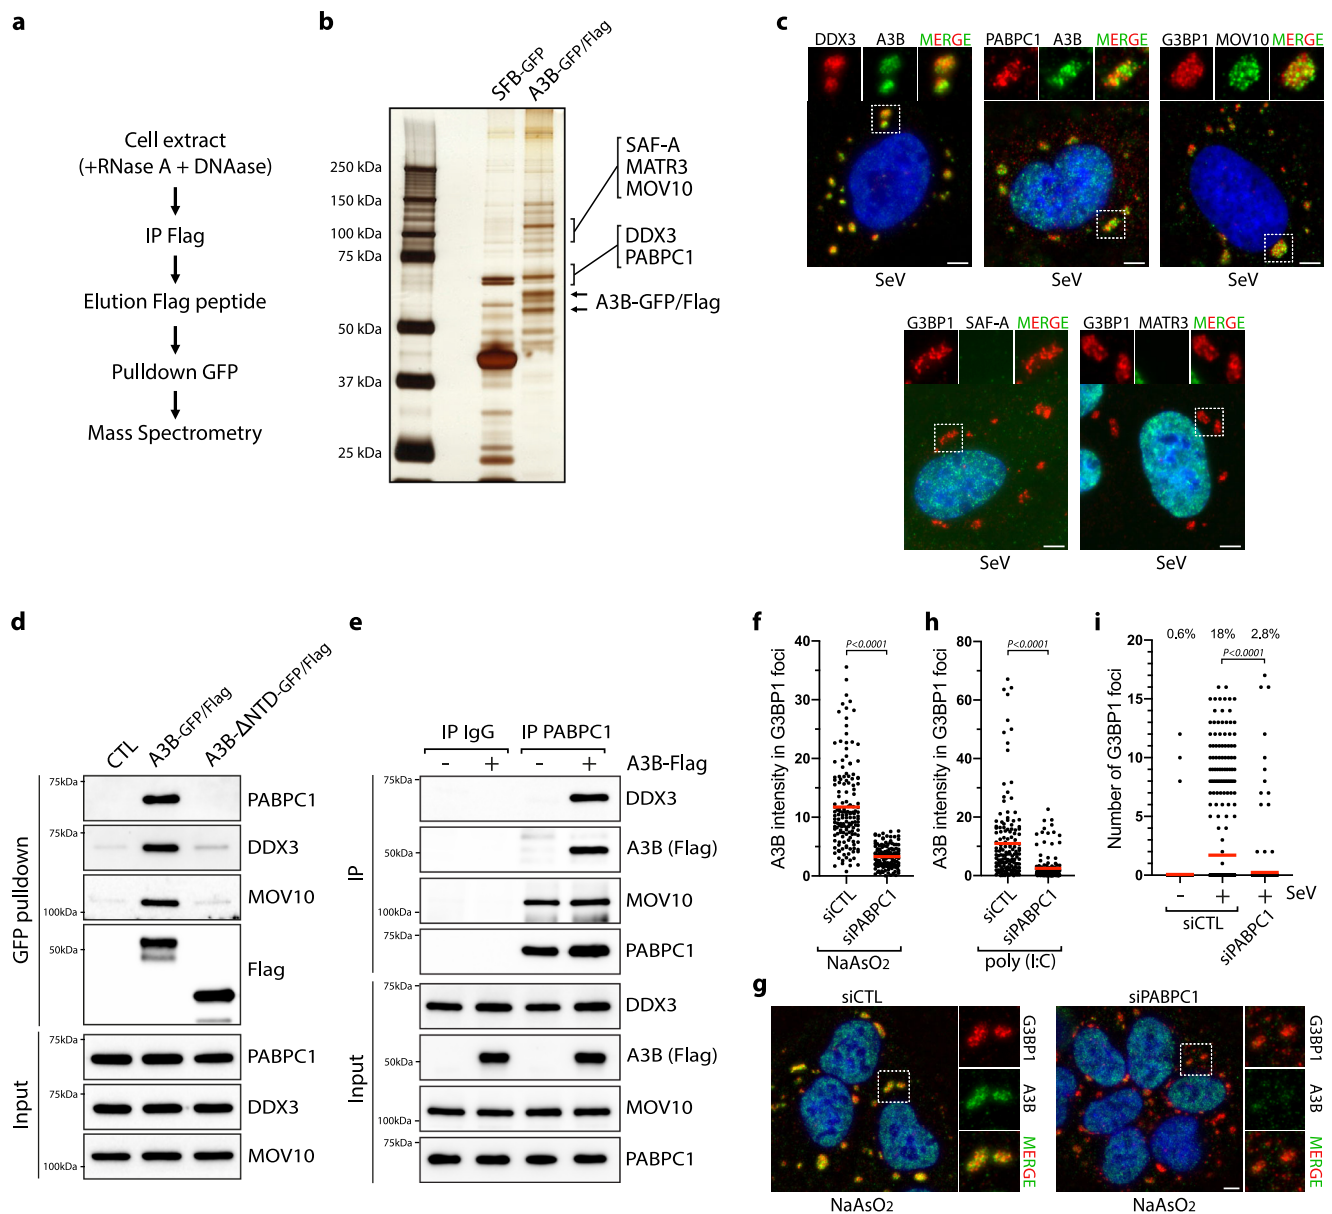 a
Cell extract
(+RNase A + DNAase)
IP Flag
Elution Flag peptide
Pulldown GFP
Mass Spectrometry
b
SFB-GFP
A3B-GFP/Flag
250 kDa
150 kDa
100 kDa
75 kDa
50 kDa
37 kDa
25 kDa
SAF-A
MATR3
MOV10
DDX3
PABPC1
A3B-GFP/Flag
c
DDX3 A3B MERGE
PABPC1 A3B MERGE
G3BP1 MOV10 MERGE
SeV
SeV
SeV
G3BP1 SAF-A MERGE
G3BP1 MATR3 MERGE
SeV
SeV
d
CTL
A3B-GFP/Flag
A3B-ΔNTD-GFP/Flag
GFP pulldown
75kDa
PABPC1
75kDa
DDX3
MOV10
100kDa
50kDa
Flag
Input
PABPC1
75kDa
DDX3
MOV10
100kDa
e
IP IgG
IP PABPC1
- + - + A3B-Flag
IP
75kDa
DDX3
50kDa
A3B (Flag)
MOV10
100kDa
75kDa
PABPC1
Input
75kDa
DDX3
50kDa
A3B (Flag)
MOV10
100kDa
75kDa
PABPC1
f
A3B intensity in G3BP1 foci
P<0.0001
40
30
20
10
0
siCTL
siPABPC1
NaAsO2
h
A3B intensity in G3BP1 foci
P<0.0001
80
60
40
20
0
siCTL
siPABPC1
poly (I:C)
i
Number of G3BP1 foci
0.6% 18% 2.8%
P<0.0001
20
15
10
5
0
- + + SeV
siCTL
siPABPC1
g
siCTL
G3BP1
A3B
MERGE
NaAsO2
siPABPC1
G3BP1
A3B
MERGE
NaAsO2